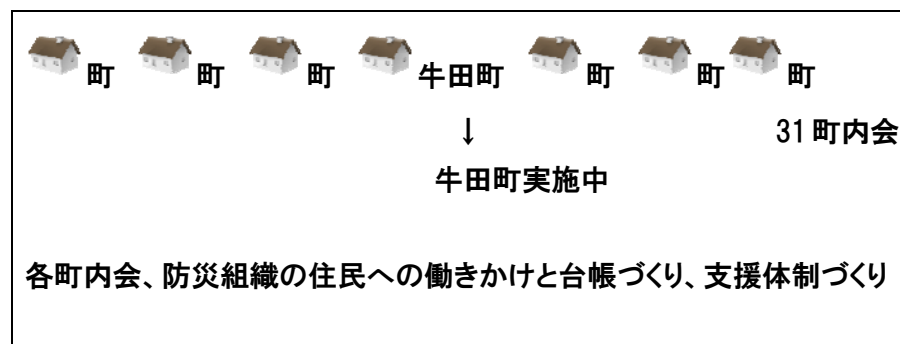 町 町 町 牛田町 町 町 町
↓ 31町内会
牛田町実施中
各町内会、防災組織の住民への働きかけと台帳づくり、支援体制づくり